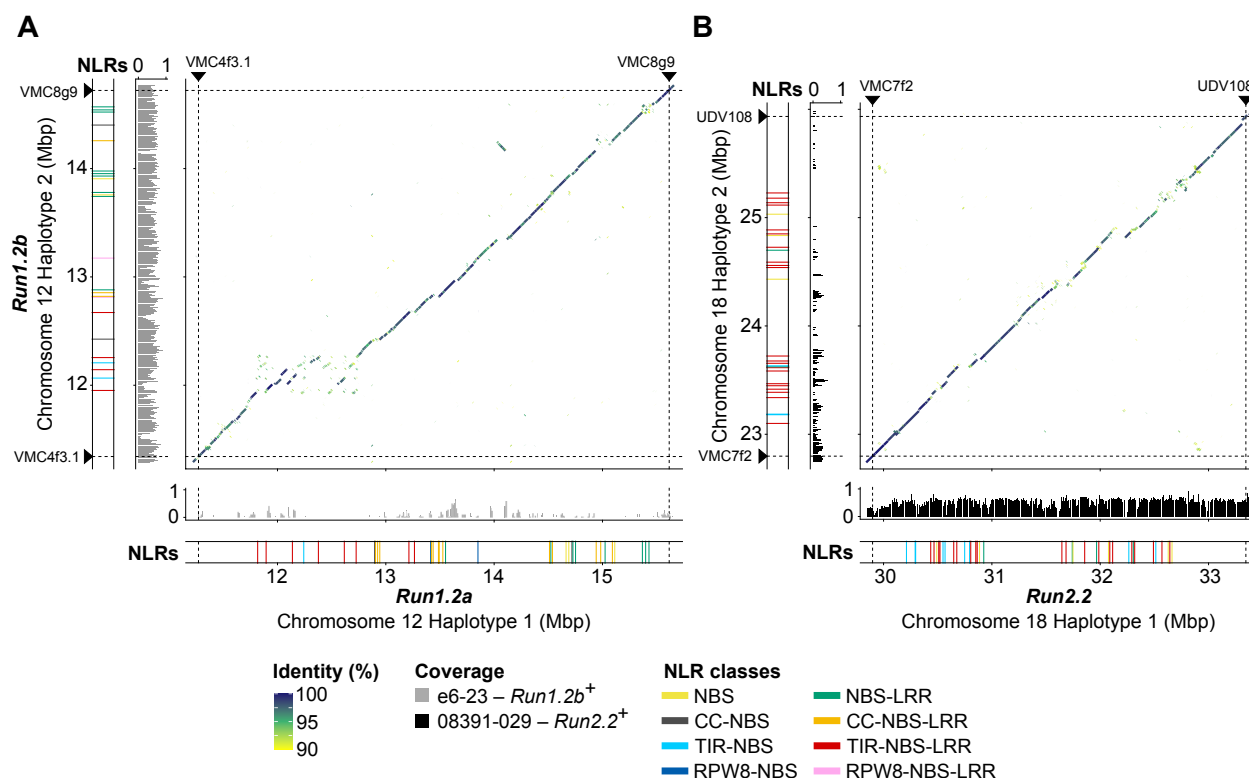 A
B
NLRs
0 1
VMC4f3.1
VMC8g9
VMC8g9
14
13
12
VMC4f3.1
Run1.2b
Chromosome 12 Haplotype 2 (Mbp)
1
0
NLRs
12 13 14 15
Run1.2a
Chromosome 12 Haplotype 1 (Mbp)
NLRs
0 1
VMC7f2
UDV108
UDV108
25
24
23
VMC7f2
Chromosome 18 Haplotype 2 (Mbp)
1
0
NLRs
30 31 32 33
Run2.2
Chromosome 18 Haplotype 1 (Mbp)
Identity (%)
100
95
90
Coverage
e6-23 – Run1.2b+
08391-029 – Run2.2+
NLR classes
NBS
CC-NBS
TIR-NBS
RPW8-NBS
NBS-LRR
CC-NBS-LRR
TIR-NBS-LRR
RPW8-NBS-LRR